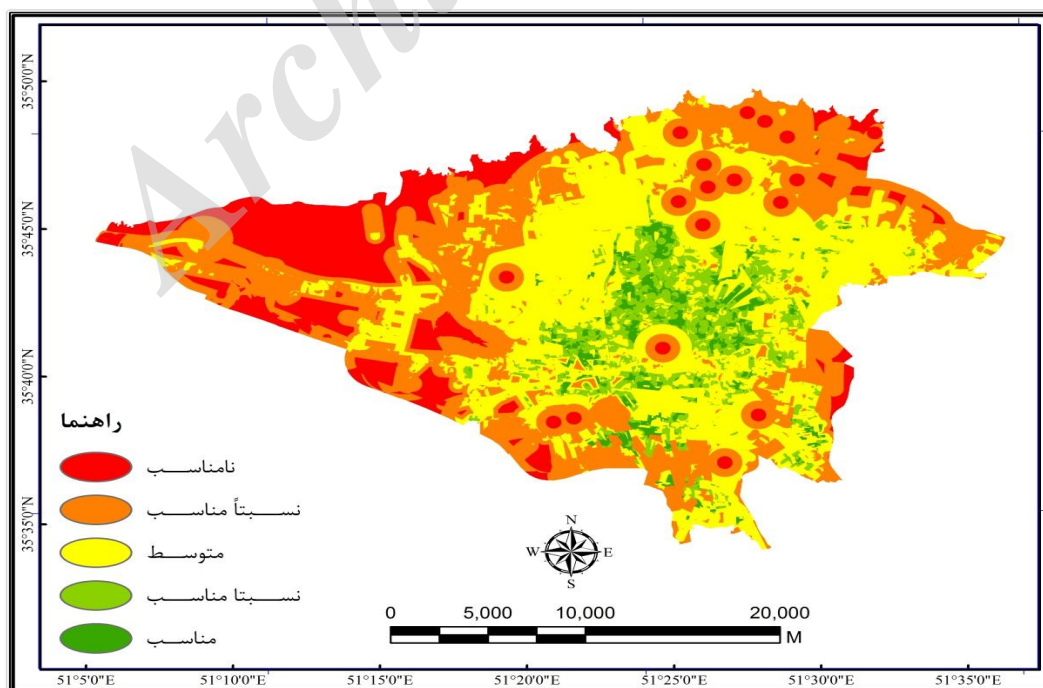 Archi
35°50'0"N
35°45'0"N
35°40'0"N
35°35'0"N
راهنما
نامناسب
نسبتاً مناسب
متوسط
نسبتا مناسب
مناسب
N
W E
S
0 5,000 10,000 20,000
M
51°5'0"E 51°10'0"E 51°15'0"E 51°20'0"E 51°25'0"E 51°30'0"E 51°35'0"E